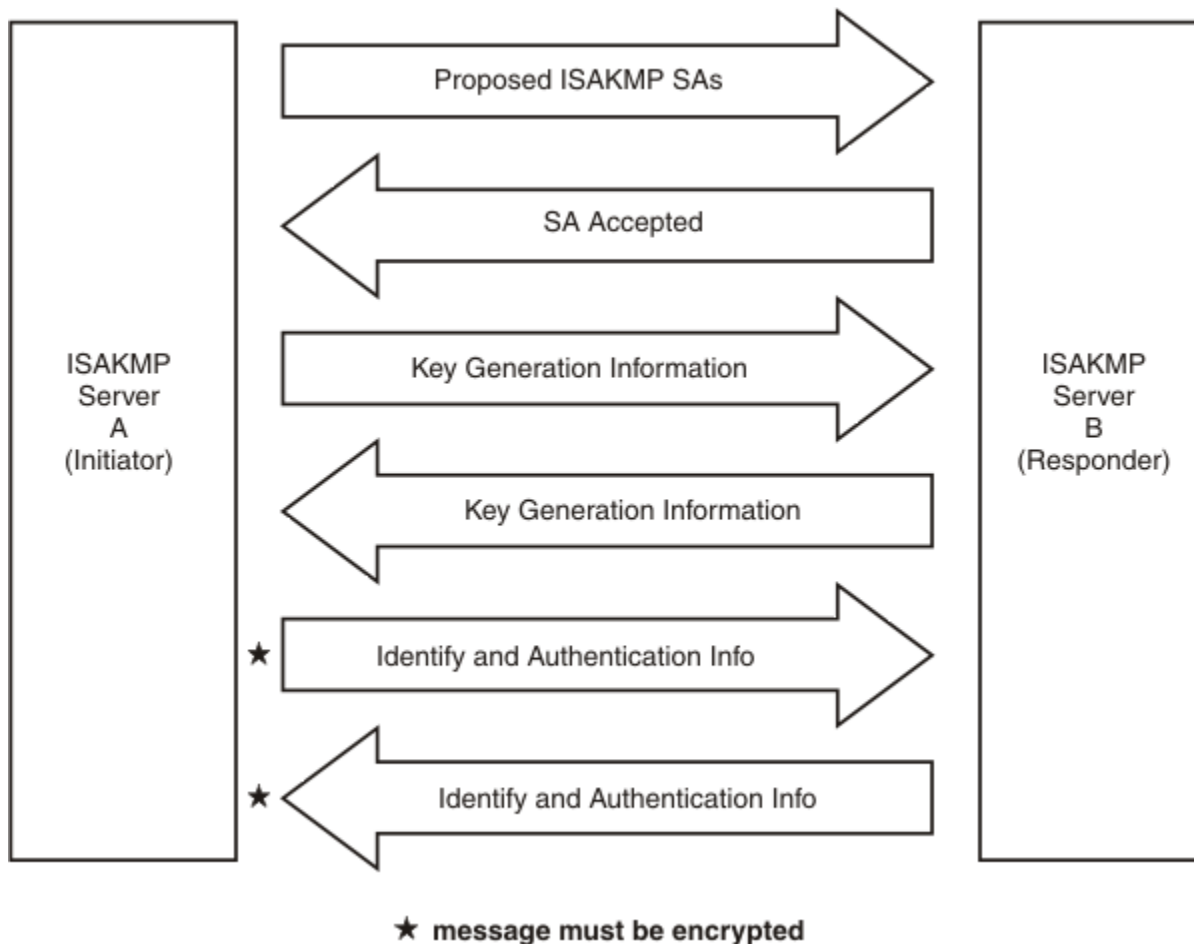 Proposed ISAKMP SAs
SA Accepted
ISAKMP
Server
A
(Initiator)
Key Generation Information
ISAKMP
Server
B
(Responder)
Key Generation Information
★ Identify and Authentication Info
★ Identify and Authentication Info
★ message must be encrypted